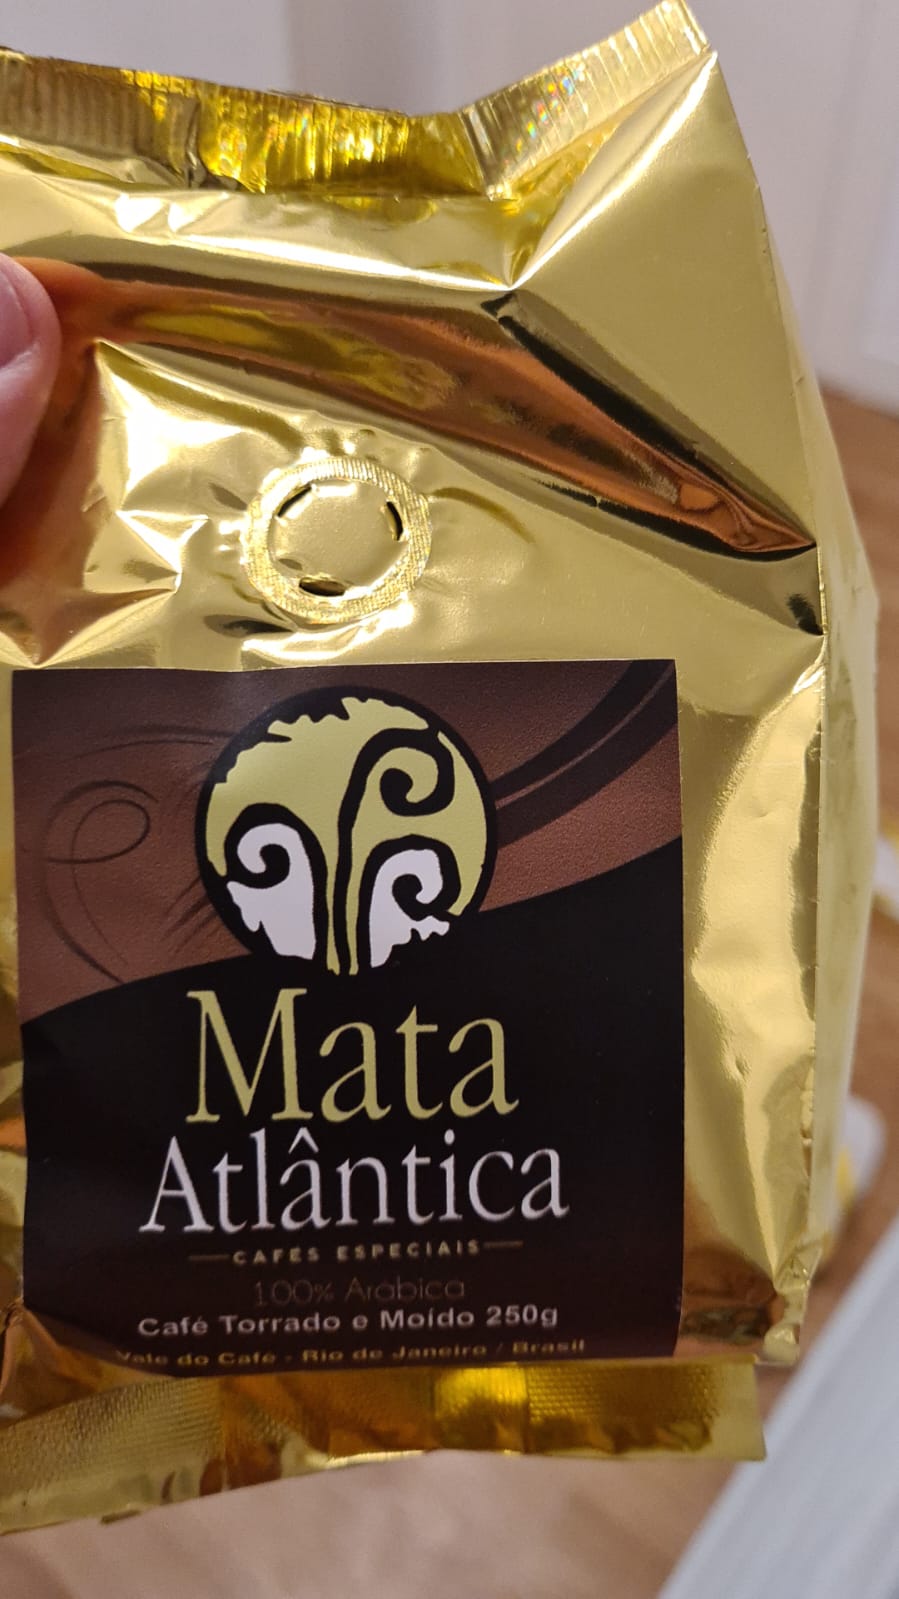 Mata
Atlântica
CAFÉS ESPECIAIS
100% Arábica
Café Torrado e Moído 250g
Vale do Café - Rio de Janeiro / Brasil